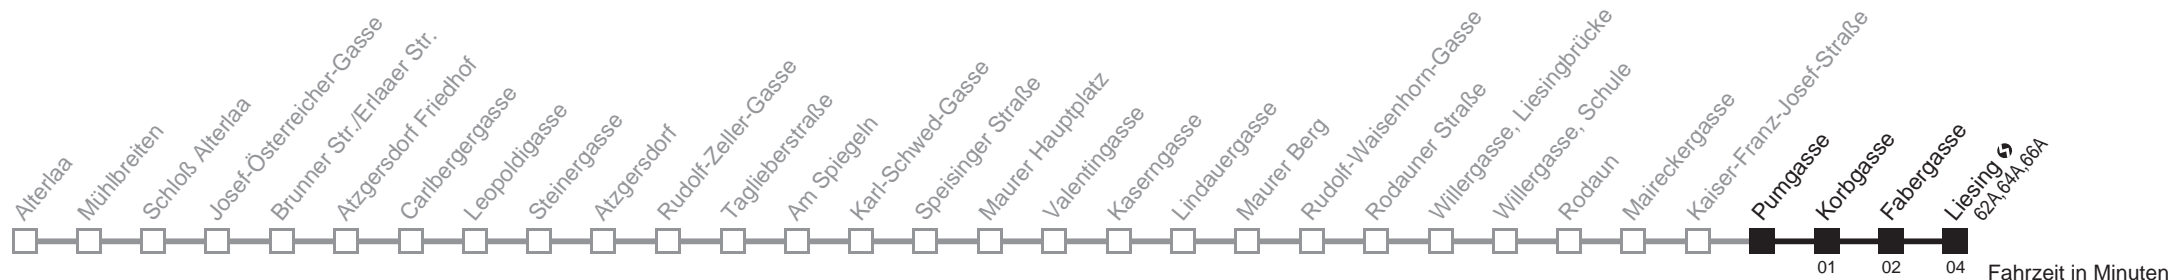 Alterlaa
Mühlbreiten
Schloß Alterlaa
Josef-Österreicher-Gasse
Brunner Str./Erlaaer Str.
Atzgersdorf Friedhof
Carlbergergasse
Leopoldigasse
Steinergasse
Atzgersdorf
Rudolf-Zeller-Gasse
Taglieberstraße
Am Spiegeln
Karl-Schwed-Gasse
Speisinger Straße
Maurer Hauptplatz
Valentingasse
Kaserngasse
Lindauergasse
Maurer Berg
Rudolf-Waisenhorn-Gasse
Rodauner Straße
Willergasse, Liesingbrücke
Willergasse, Schule
Rodaun
Maireckergasse
Kaiser-Franz-Josef-Straße
Pumgasse
Korbgasse
Fabergasse
Liesing
62A,64A,66A
01
02
04
Fahrzeit in Minuten